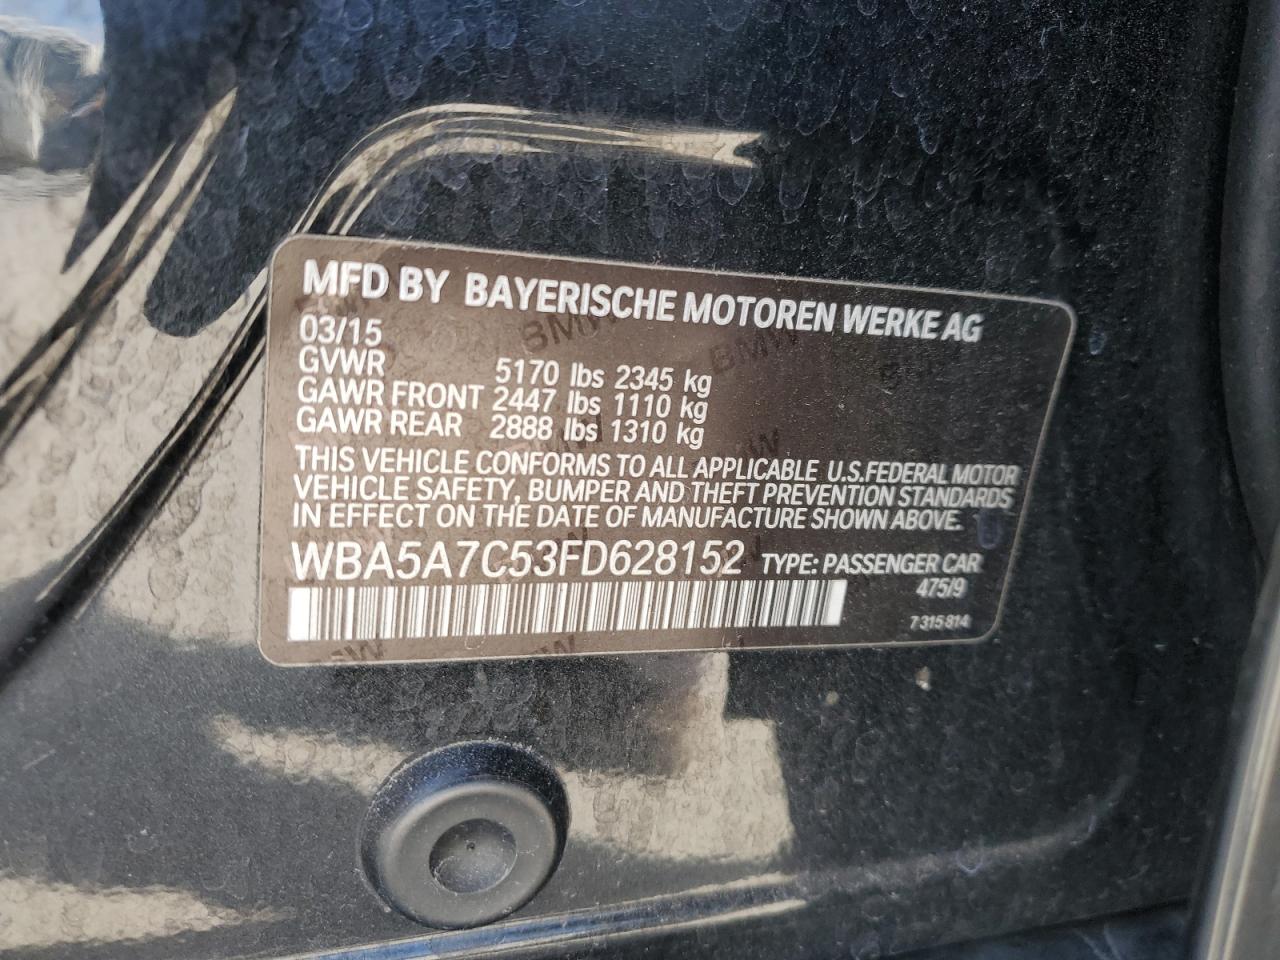 MFD BY BAYERISCHE MOTOREN WERKE AG
03/15
GVWR 5170 lbs 2345 kg
GAWR FRONT 2447 lbs 1110 kg
GAWR REAR 2888 lbs 1310 kg
THIS VEHICLE CONFORMS TO ALL APPLICABLE U.S.FEDERAL MOTOR
VEHICLE SAFETY, BUMPER AND THEFT PREVENTION STANDARDS
IN EFFECT ON THE DATE OF MANUFACTURE SHOWN ABOVE.
WBA5A7C53FD628152 TYPE: PASSENGER CAR
475/9
7 315 814